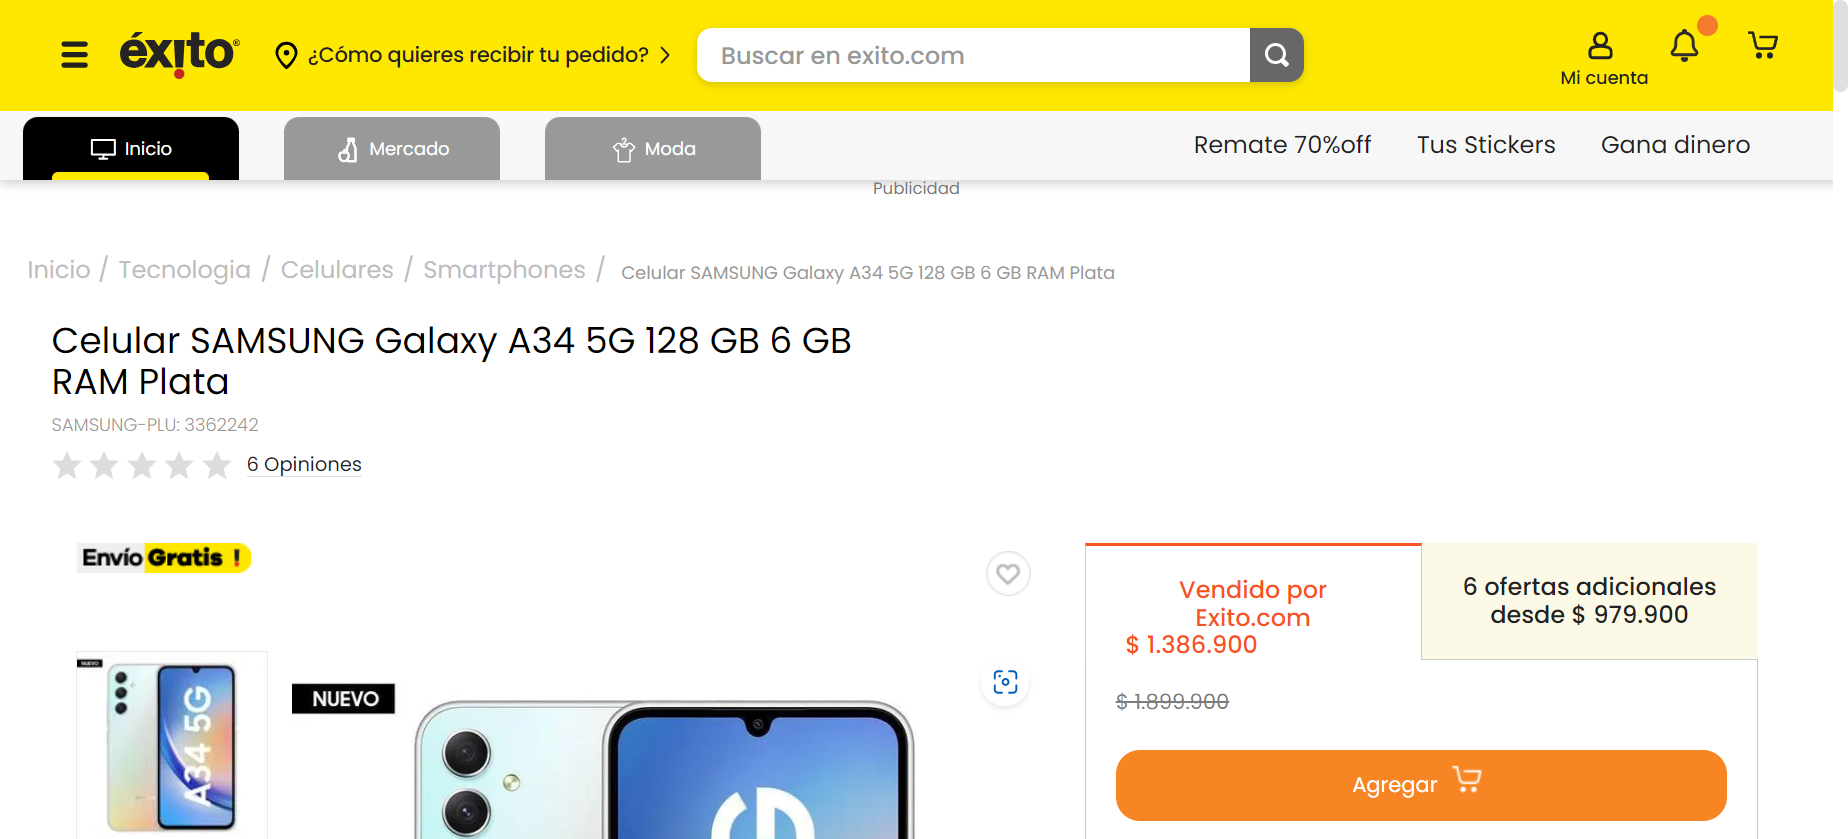 éxito®
¿Cómo quieres recibir tu pedido?
Buscar en exito.com
Mi cuenta
Inicio
Mercado
Moda
Remate 70%off
Tus Stickers
Gana dinero
Publicidad
Inicio / Tecnologia / Celulares / Smartphones / Celular SAMSUNG Galaxy A34 5G 128 GB 6 GB RAM Plata
Celular SAMSUNG Galaxy A34 5G 128 GB 6 GB
RAM Plata
SAMSUNG-PLU: 3362242
6 Opiniones
Envío Gratis !
Vendido por
Exito.com
$ 1.386.900
6 ofertas adicionales
desde $ 979.900
$ 1.899.900
Agregar
NUEVO
A34 5G
NUEVO